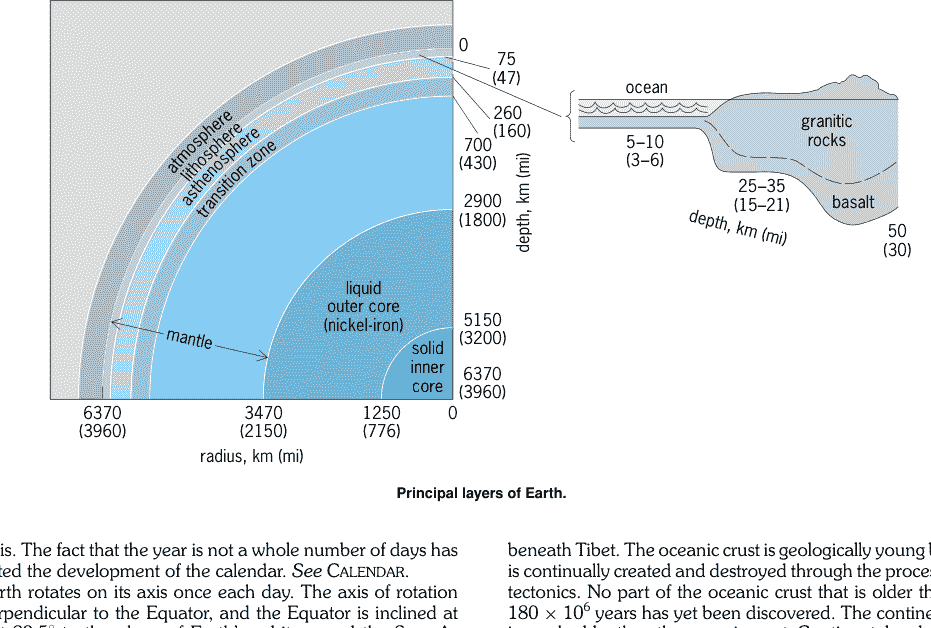 0
75
(47)
260
(160)
700
(430)
2900
(1800)
5150
(3200)
6370
(3960)
depth, km (mi)
atmosphere
lithosphere
asthenosphere
transition zone
mantle
liquid
outer core
(nickel-iron)
solid
inner
core
6370
(3960)
3470
(2150)
1250
(776)
0
radius, km (mi)
ocean
5–10
(3–6)
granitic
rocks
25–35
(15–21)
basalt
depth, km (mi)
50
(30)
Principal layers of Earth.
is. The fact that the year is not a whole number of days has
ted the development of the calendar. See CALENDAR.
rth rotates on its axis once each day. The axis of rotation
rpendicular to the Equator, and the Equator is inclined at
beneath Tibet. The oceanic crust is geologically young
is continually created and destroyed through the proces
tectonics. No part of the oceanic crust that is older th
180 × 10⁶ years has yet been discovered. The contine